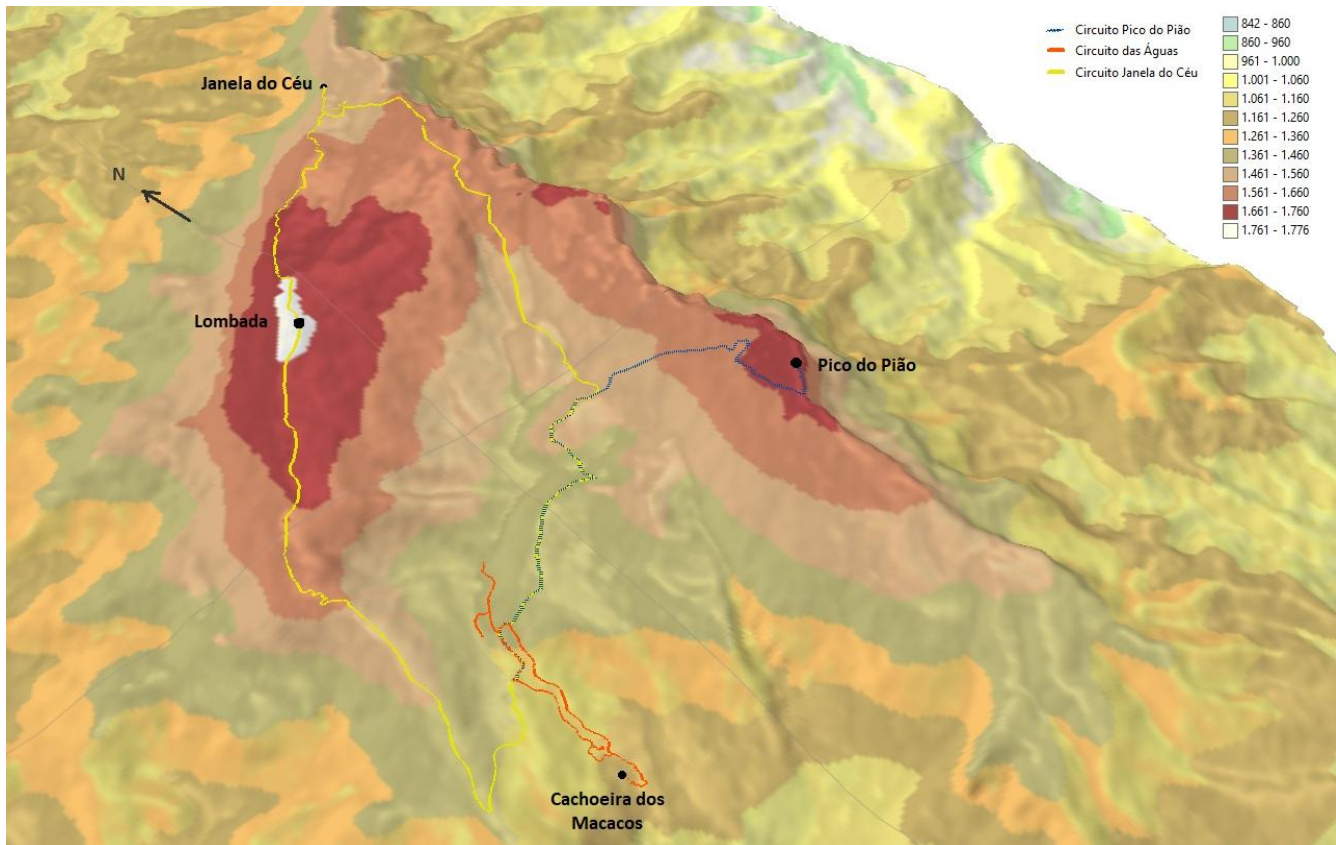 Circuito Pico do Pião
Circuito das Águas
Circuito Janela do Céu
842 - 860
860 - 960
961 - 1.000
1.001 - 1.060
1.061 - 1.160
1.161 - 1.260
1.261 - 1.360
1.361 - 1.460
1.461 - 1.560
1.561 - 1.660
1.661 - 1.760
1.761 - 1.776
Janela do Céu
N
Lombada
Pico do Pião
Cachoeira dos
Macacos